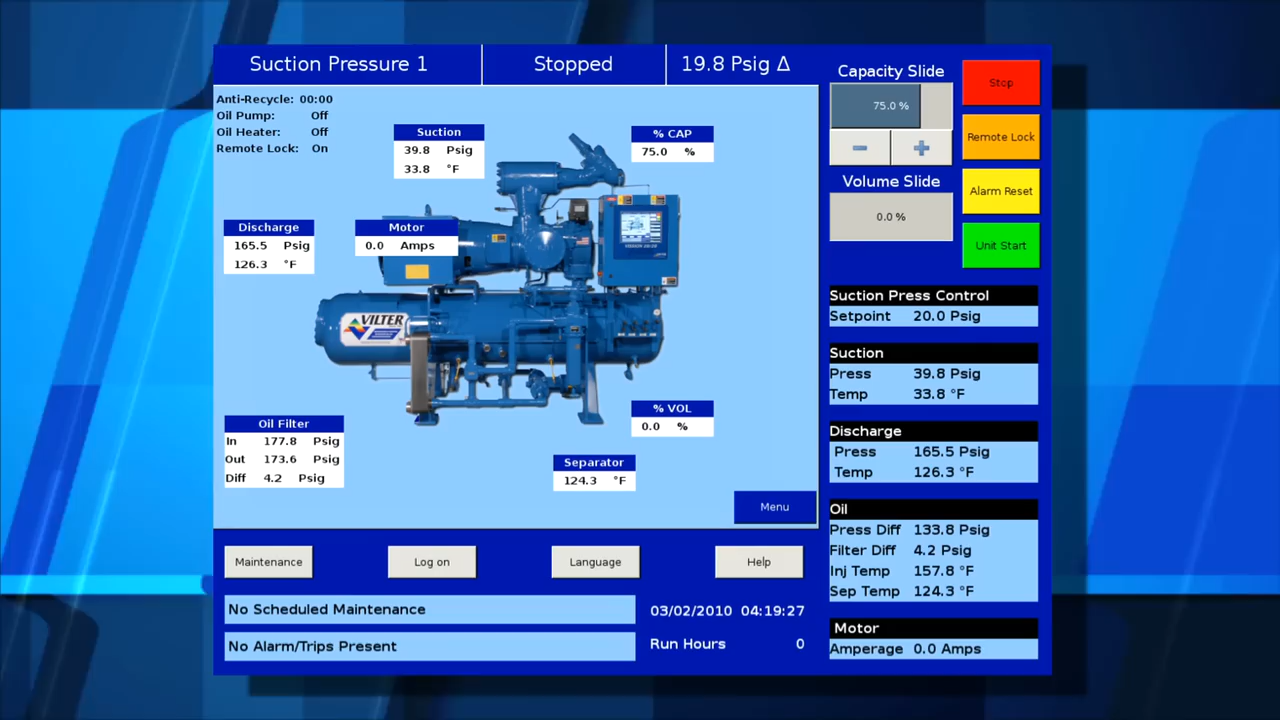 Suction Pressure 1
Stopped
19.8 Psig Δ
Anti-Recycle: 00:00
Oil Pump: Off
Oil Heater: Off
Remote Lock: On
Suction
39.8 Psig
33.8 °F
% CAP
75.0 %
Discharge
165.5 Psig
126.3 °F
Motor
0.0 Amps
VILTER
Oil Filter
In 177.8 Psig
Out 173.6 Psig
Diff 4.2 Psig
% VOL
0.0 %
Separator
124.3 °F
Menu
Maintenance
Log on
Language
Help
No Scheduled Maintenance
No Alarm/Trips Present
03/02/2010 04:19:27
Run Hours 0
Capacity Slide
75.0 %
− +
Volume Slide
0.0 %
Stop
Remote Lock
Alarm Reset
Unit Start
Suction Press Control
Setpoint 20.0 Psig
Suction
Press 39.8 Psig
Temp 33.8 °F
Discharge
Press 165.5 Psig
Temp 126.3 °F
Oil
Press Diff 133.8 Psig
Filter Diff 4.2 Psig
Inj Temp 157.8 °F
Sep Temp 124.3 °F
Motor
Amperage 0.0 Amps